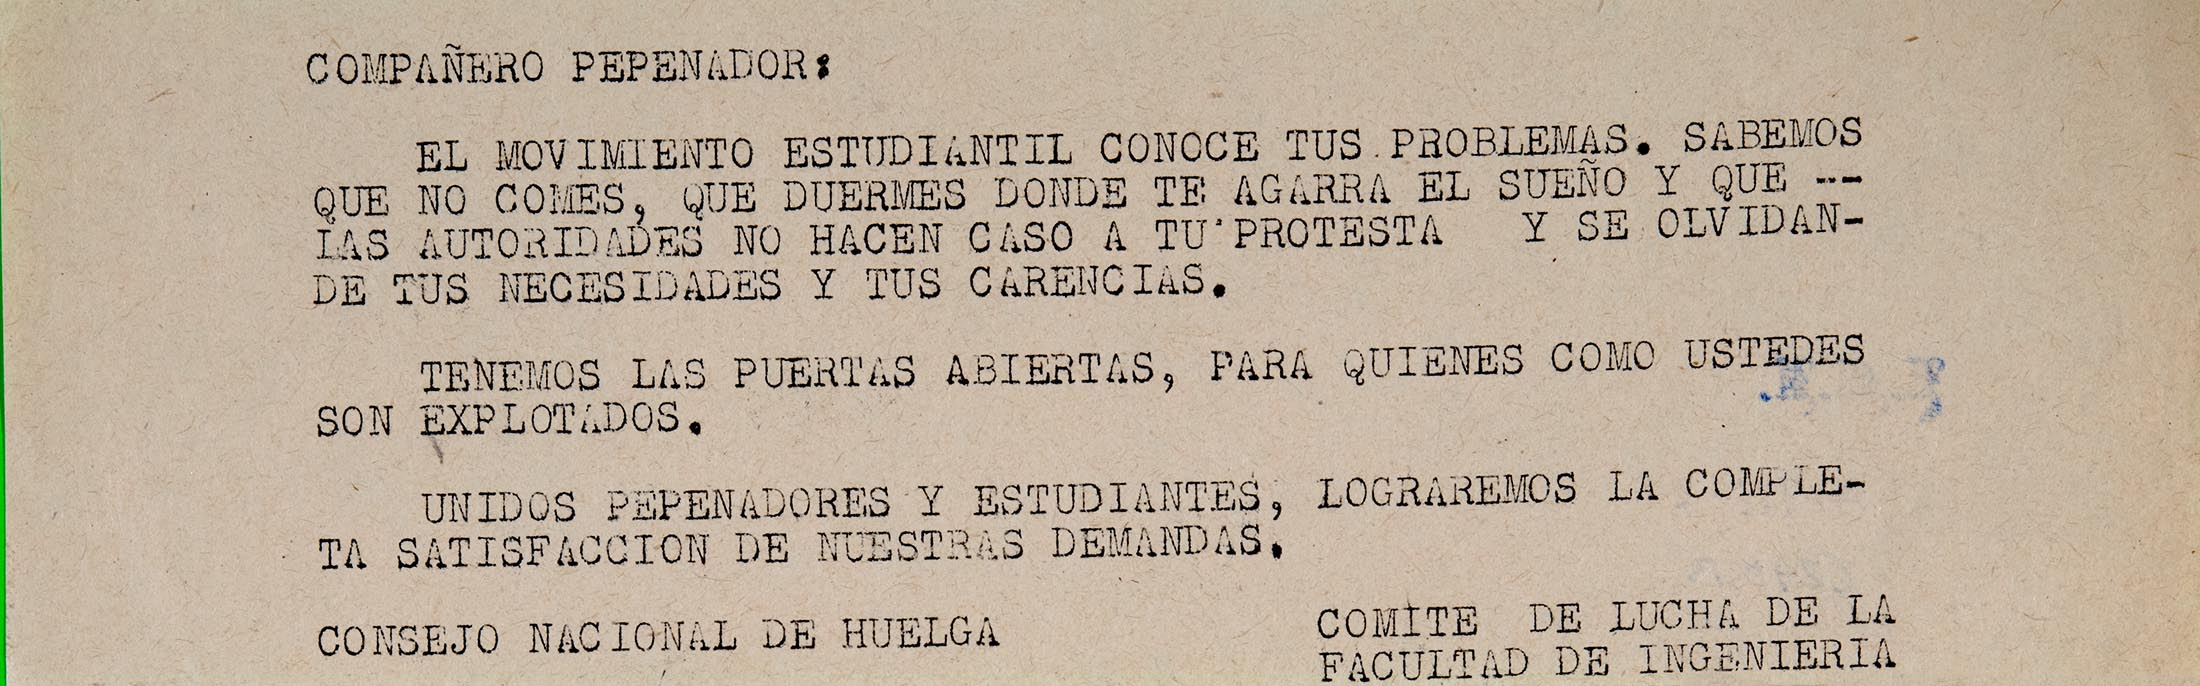 COMPAÑERO PEPENADOR:
EL MOVIMIENTO ESTUDIANTIL CONOCE TUS PROBLEMAS. SABEMOS
QUE NO COMES, QUE DUERMES DONDE TE AGARRA EL SUEÑO Y QUE --
LAS AUTORIDADES NO HACEN CASO A TU PROTESTA Y SE OLVIDAN-
DE TUS NECESIDADES Y TUS CARENCIAS.
TENEMOS LAS PUERTAS ABIERTAS, PARA QUIENES COMO USTEDES
SON EXPLOTADOS.
UNIDOS PEPENADORES Y ESTUDIANTES, LOGRAREMOS LA COMPLE-
TA SATISFACCION DE NUESTRAS DEMANDAS.
CONSEJO NACIONAL DE HUELGA
COMITE DE LUCHA DE LA
FACULTAD DE INGENIERIA